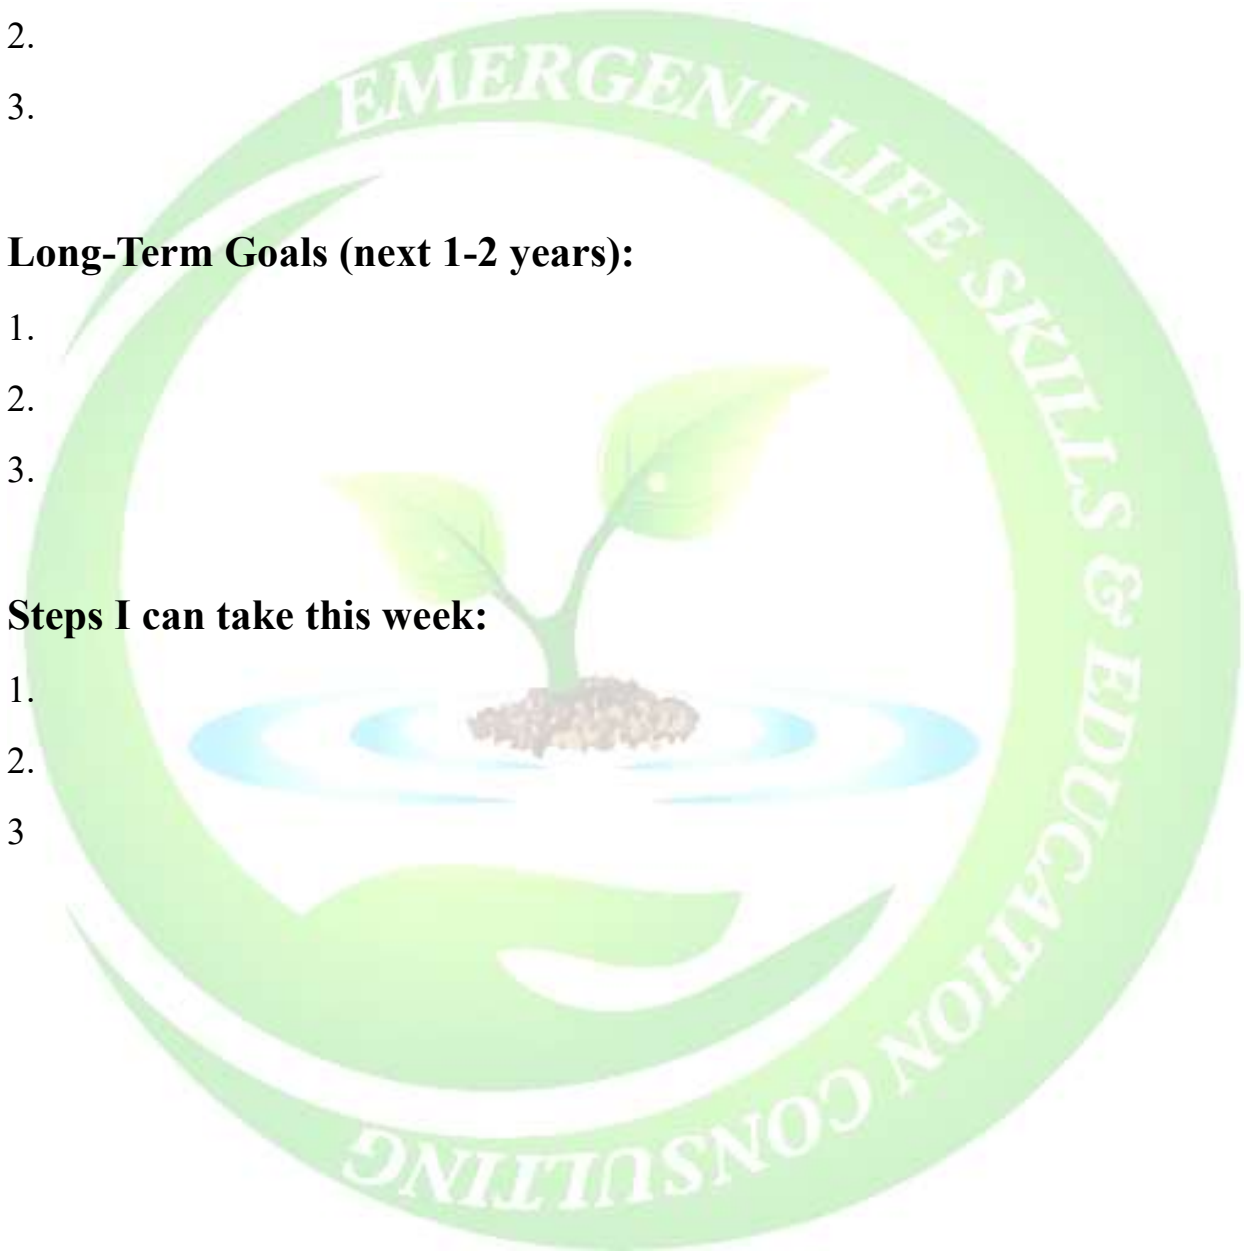 2.
3.
Long-Term Goals (next 1-2 years):
1.
2.
3.
Steps I can take this week:
1.
2.
3
EMERGENT LIFE SKILLS & EDUCATION CONSULTING